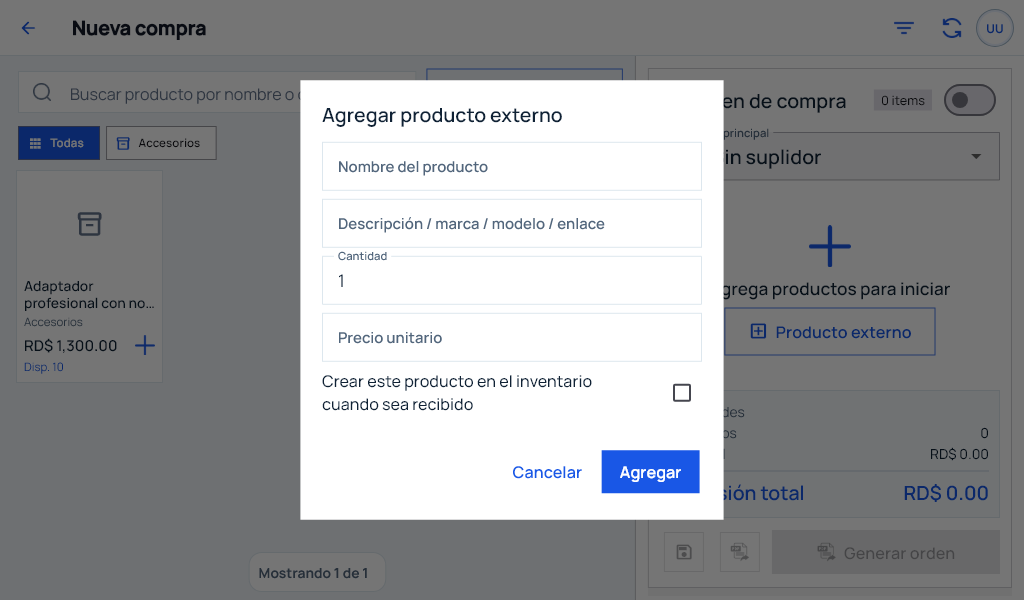 Nueva compra
UU
Buscar producto por nombre o
Todas
Accesorios
Adaptador
profesional con no...
Accesorios
RD$ 1,300.00
Disp. 10
Mostrando 1 de 1
Agregar producto externo
Nombre del producto
Descripción / marca / modelo / enlace
Cantidad
1
Precio unitario
Crear este producto en el inventario
cuando sea recibido
Cancelar
Agregar
en de compra
0 items
principal
in suplidor
grega productos para iniciar
Producto externo
des
os
0
RD$ 0.00
sión total
RD$ 0.00
Generar orden